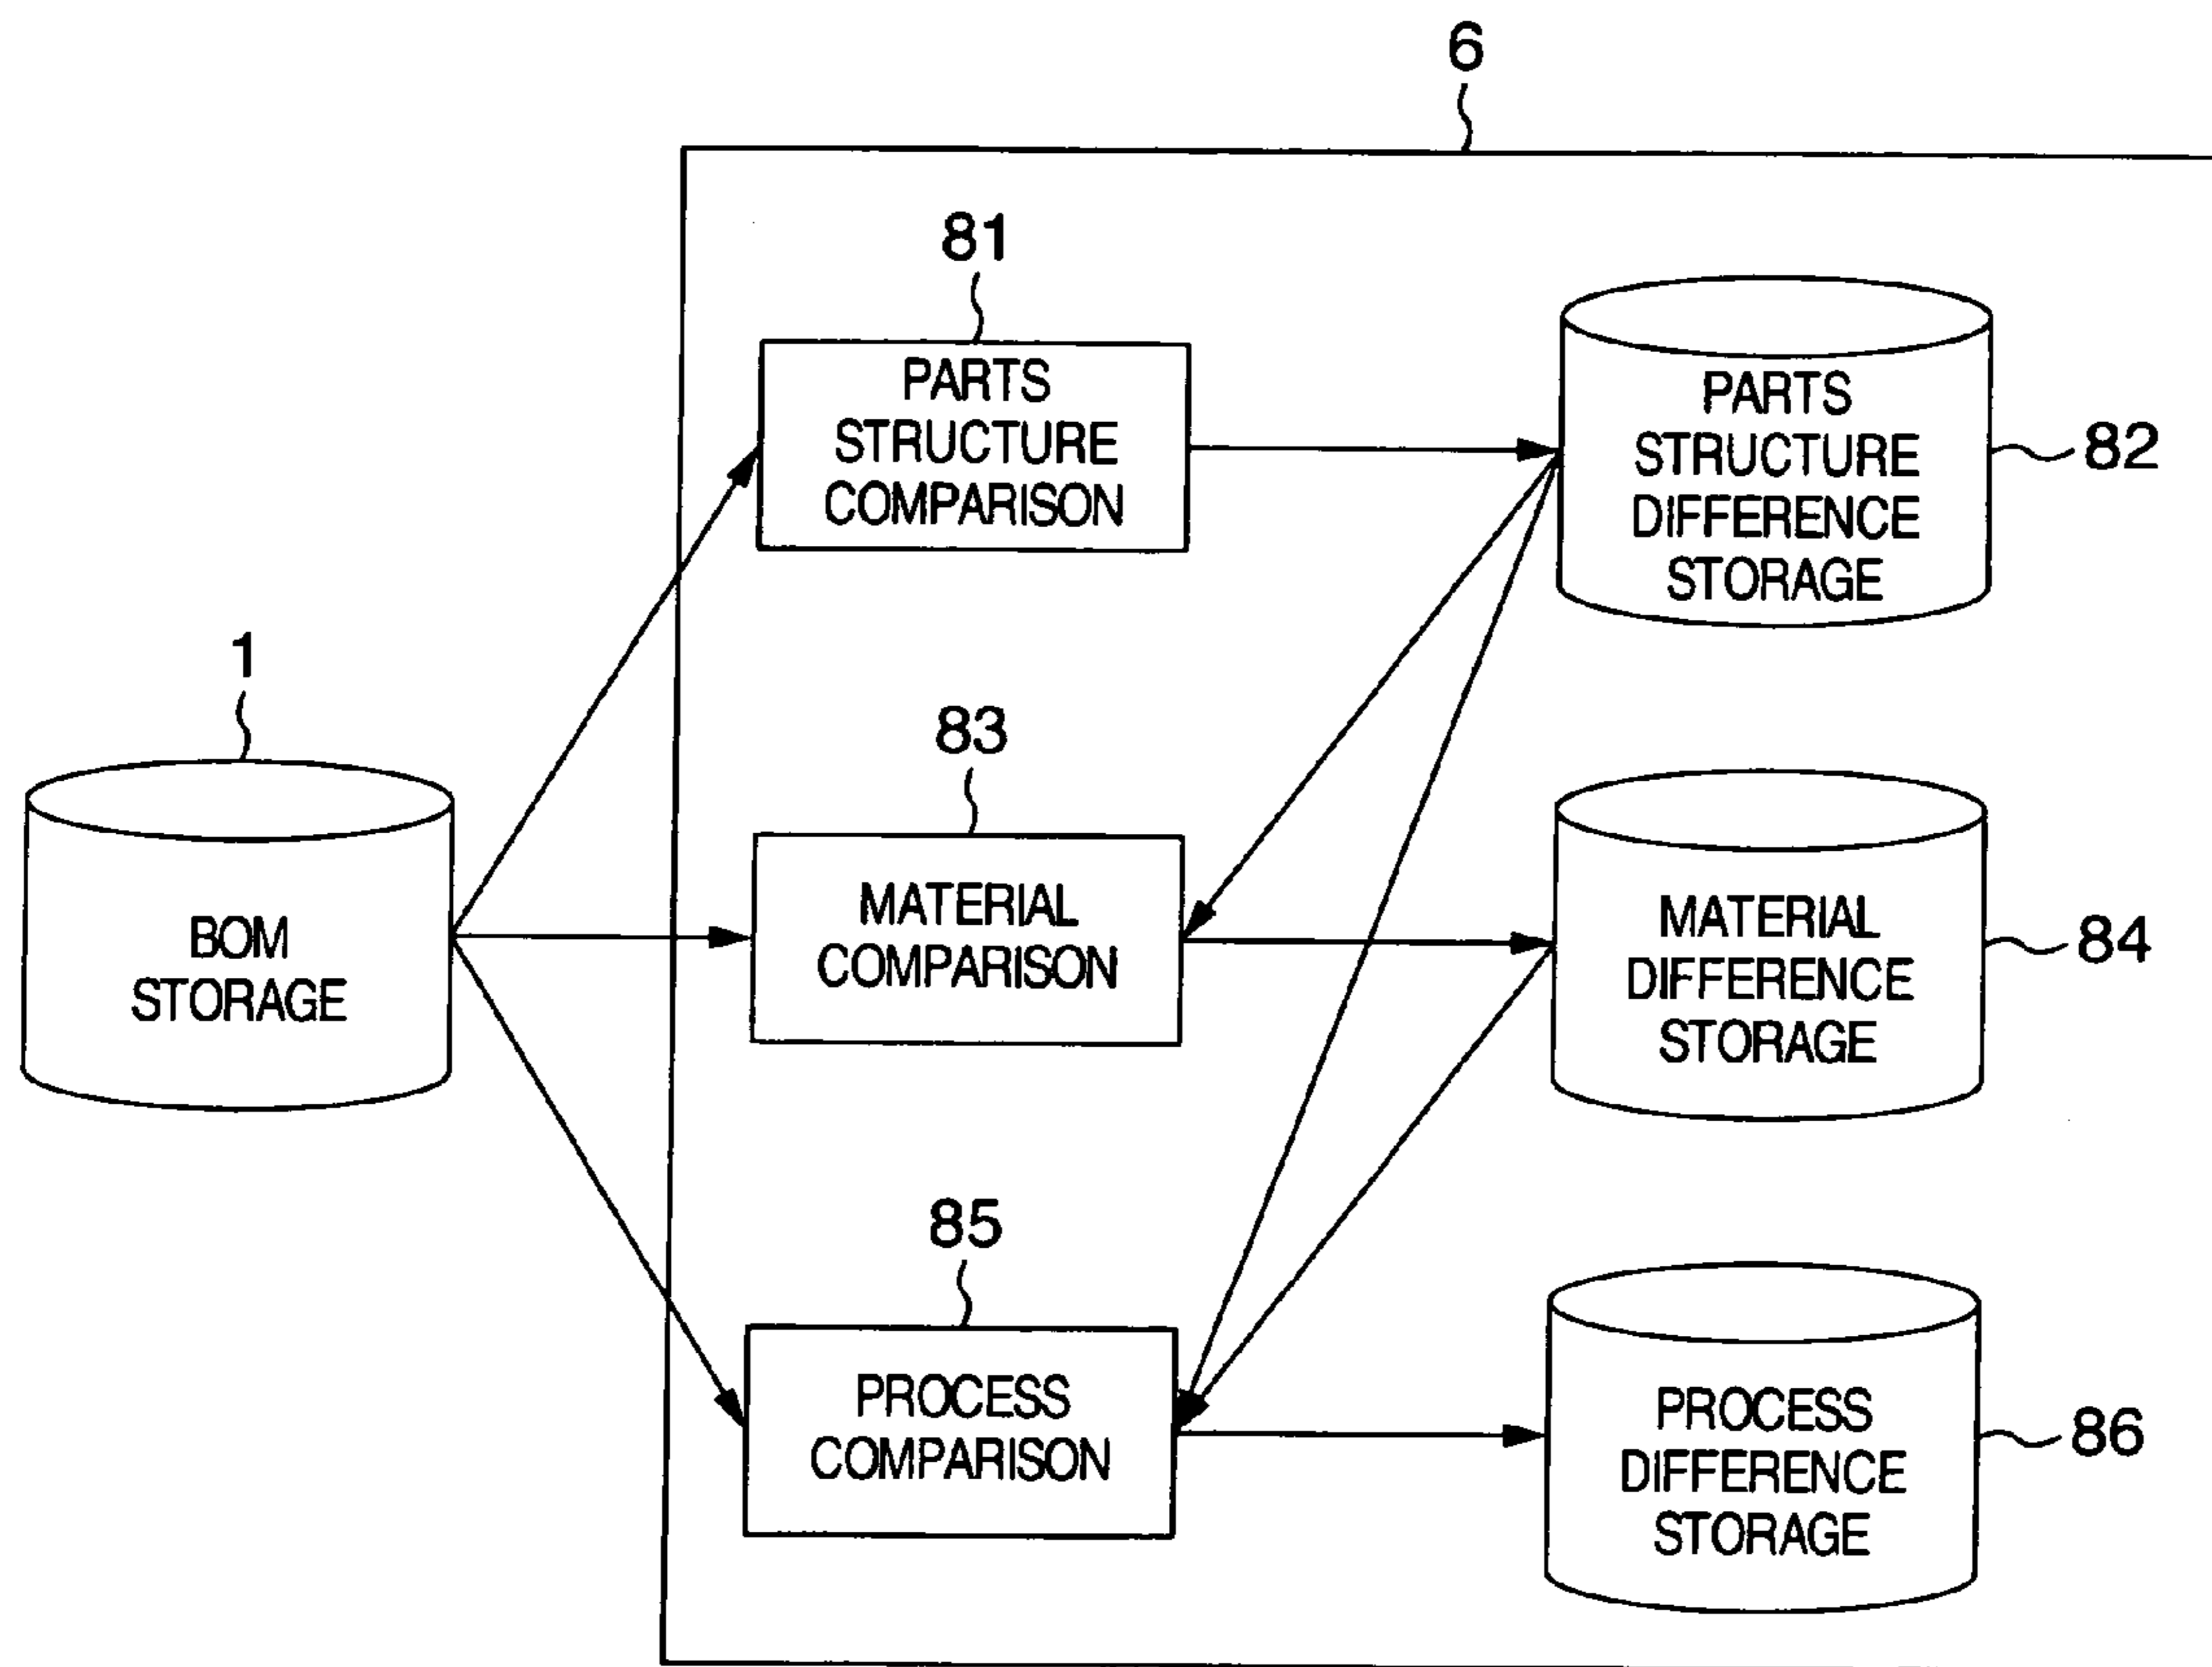 6
81
PARTS
STRUCTURE
COMPARISON
PARTS
STRUCTURE
DIFFERENCE
STORAGE
82
1
BOM
STORAGE
83
MATERIAL
COMPARISON
MATERIAL
DIFFERENCE
STORAGE
84
85
PROCESS
COMPARISON
PROCESS
DIFFERENCE
STORAGE
86